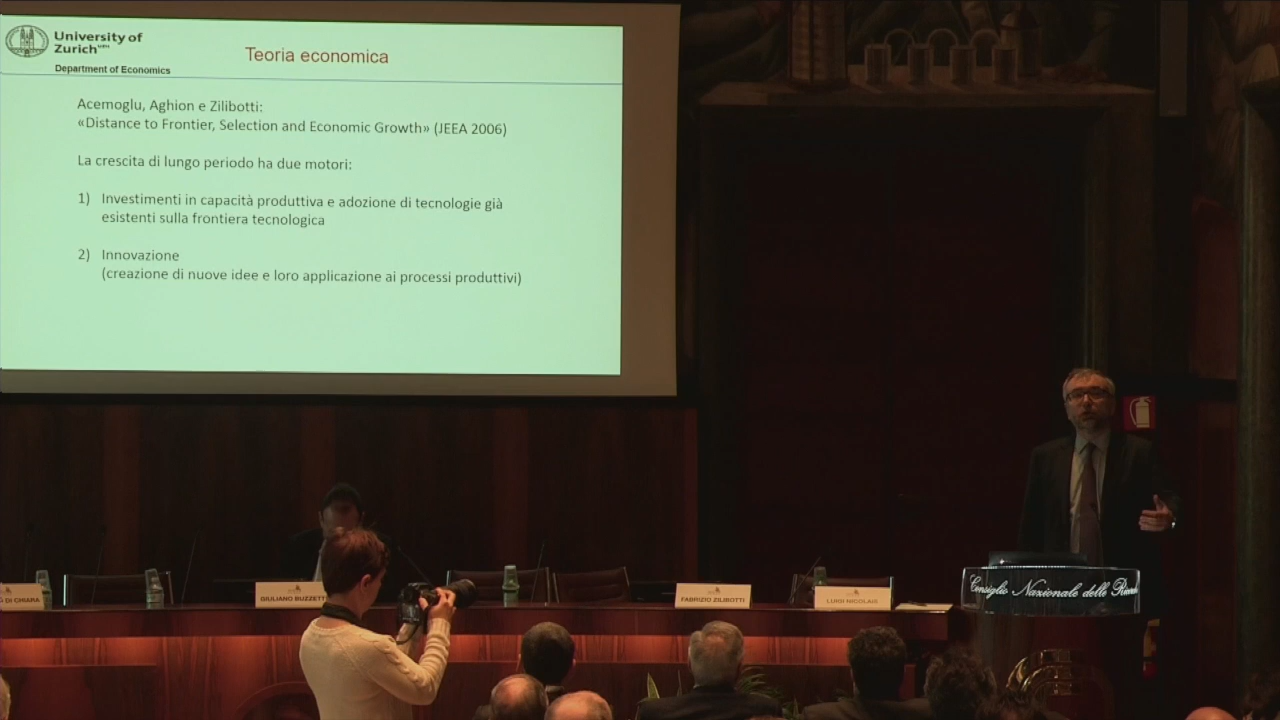 University of
Zurich
Department of Economics
Teoria economica
Acemoglu, Aghion e Zilibotti:
«Distance to Frontier, Selection and Economic Growth» (JEEA 2006)
La crescita di lungo periodo ha due motori:
1) Investimenti in capacità produttiva e adozione di tecnologie già
esistenti sulla frontiera tecnologica
2) Innovazione
(creazione di nuove idee e loro applicazione ai processi produttivi)
DI CHIARA
GIULIANO BUZZETT
FABRIZIO ZILIBOTTI
LUIGI NICOLAIS
Consiglio Nazionale delle